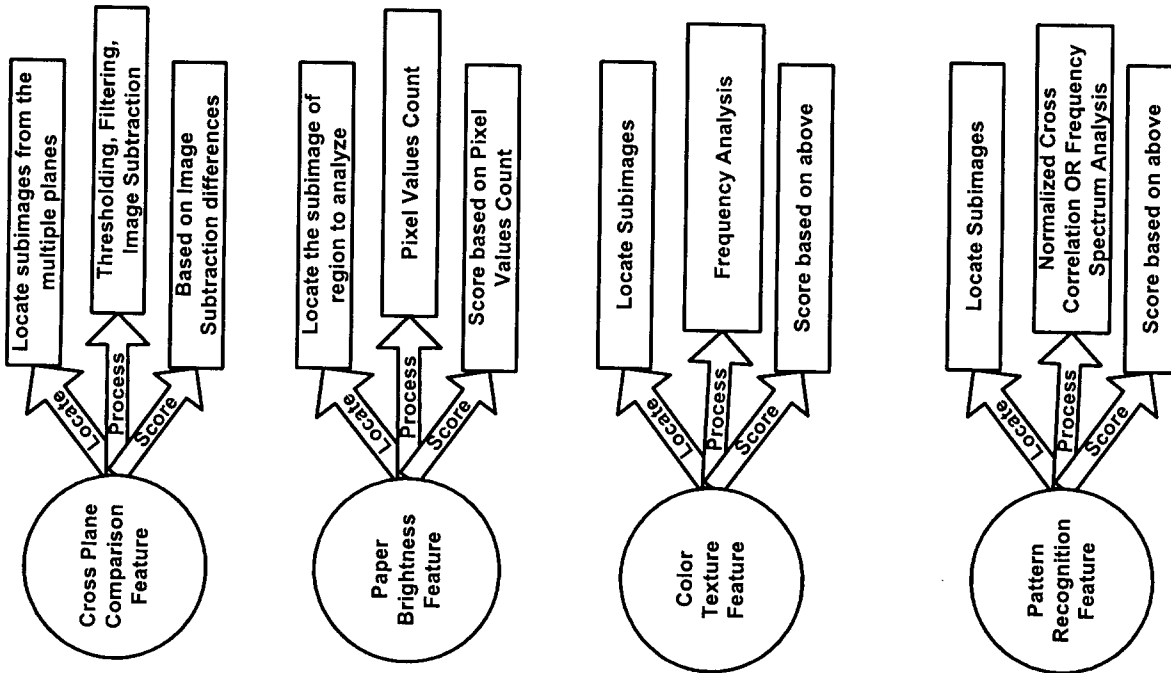 Cross Plane
Comparison
Feature
Locate
Process
Score
Locate subimages from the
multiple planes
Thresholding, Filtering,
Image Subtraction
Based on Image
Subtraction differences
Paper
Brightness
Feature
Locate
Process
Score
Locate the subimage of
region to analyze
Pixel Values Count
Score based on Pixel
Values Count
Color
Texture
Feature
Locate
Process
Score
Locate Subimages
Frequency Analysis
Score based on above
Pattern
Recognition
Feature
Locate
Process
Score
Locate Subimages
Normalized Cross
Correlation OR Frequency
Spectrum Analysis
Score based on above